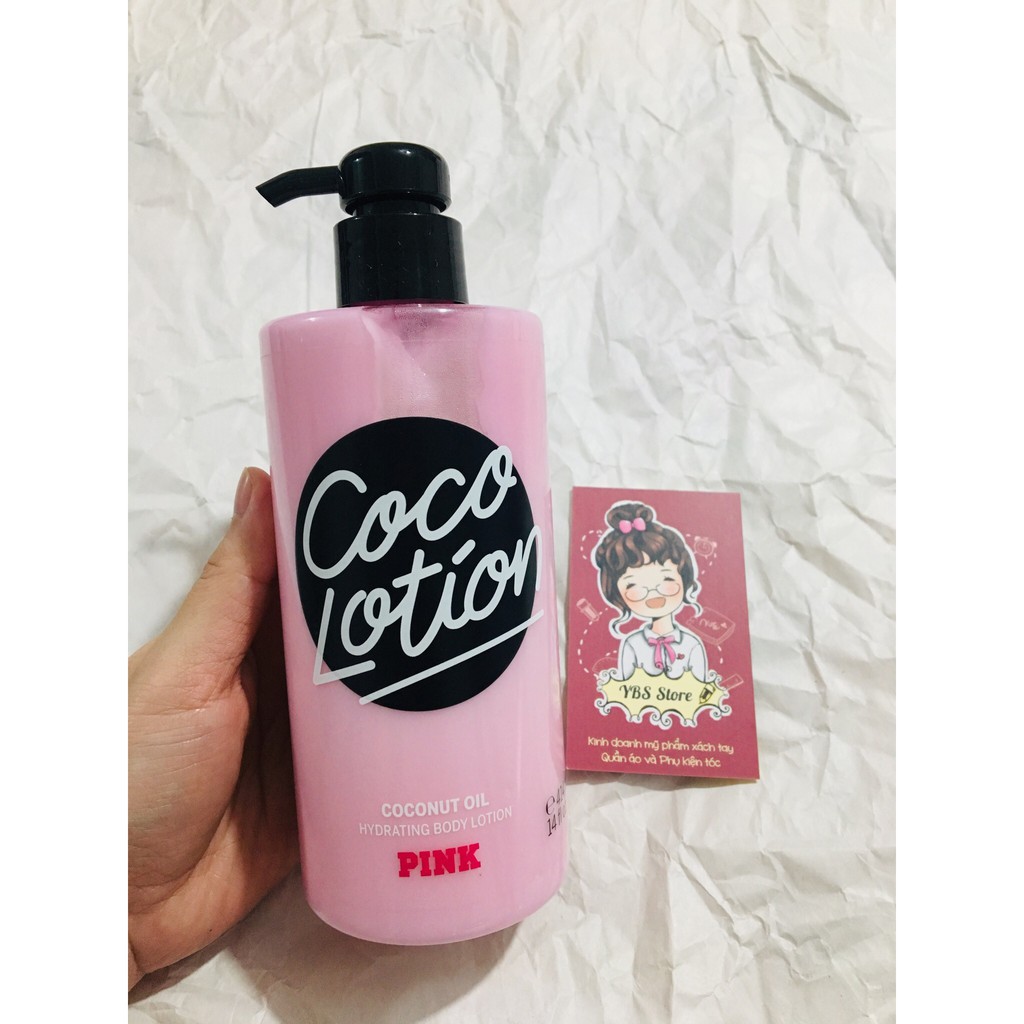 Coco
Lotion
COCONUT OIL
HYDRATING BODY LOTION
PINK
YBS Store
Kinh doanh mỹ phẩm xách tay
Quần áo và Phụ kiện tóc